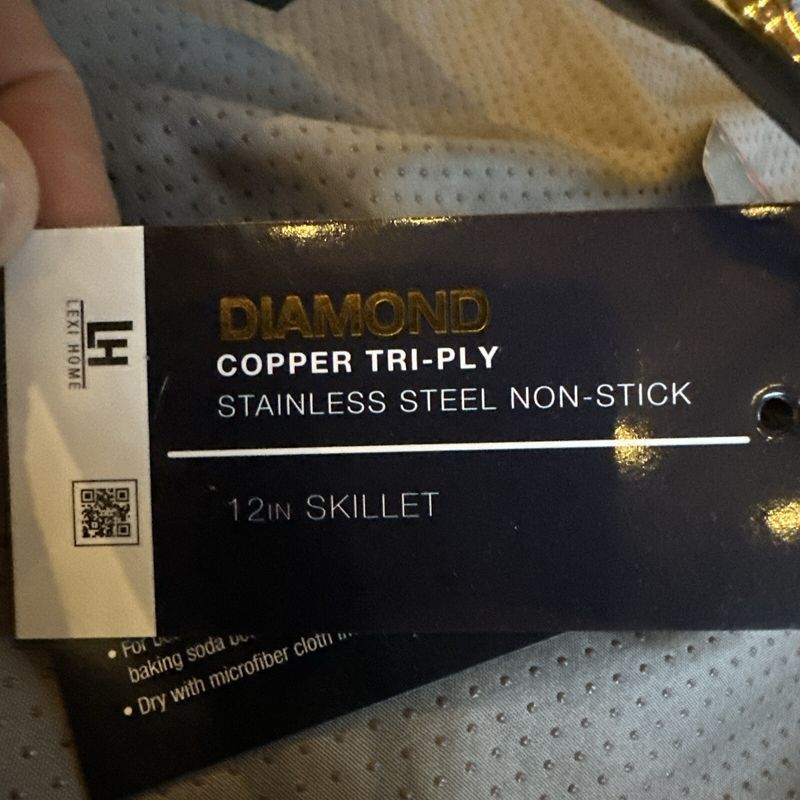 LH
LEXI HOME
DIAMOND
COPPER TRI-PLY
STAINLESS STEEL NON-STICK
12IN SKILLET
• For
baking soda
• Dry with microfiber cloth